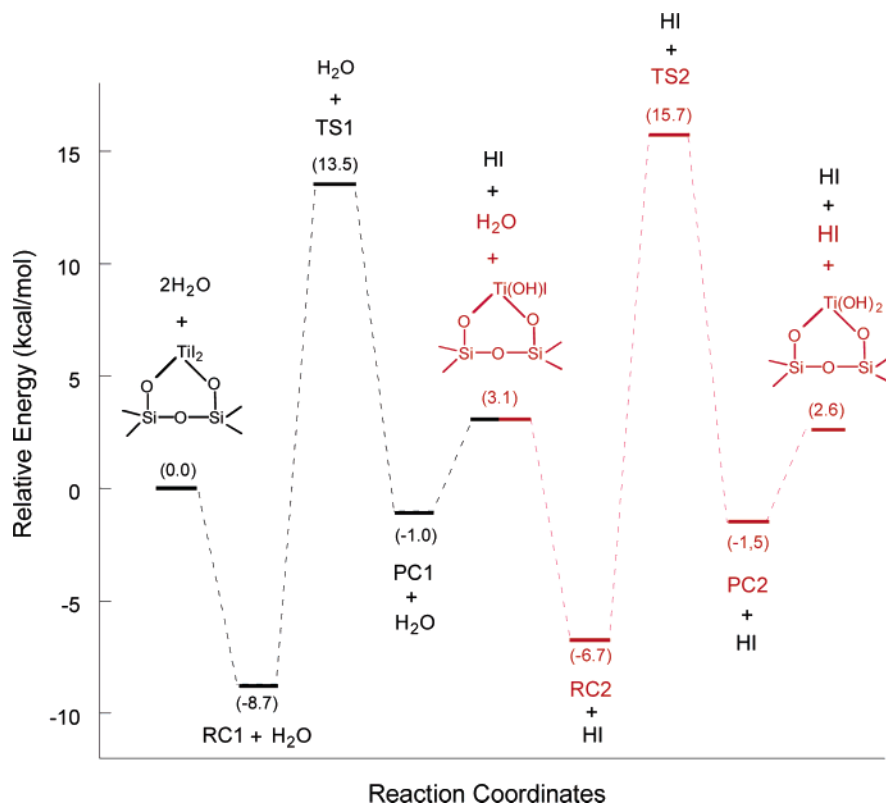 HI
+
TS2
(15.7)
H₂O
+
TS1
(13.5)
HI
+
H₂O
+
Ti(OH)I
O
O
Si
O
Si
(3.1)
HI
+
HI
+
Ti(OH)₂
O
O
Si
O
Si
(2.6)
2H₂O
+
TiI₂
O
O
Si
O
Si
(0.0)
(-8.7)
RC1 + H₂O
(-1.0)
PC1
+
H₂O
(-6.7)
RC2
+
HI
(-1,5)
PC2
+
HI
15
10
5
0
-5
-10
Relative Energy (kcal/mol)
Reaction Coordinates